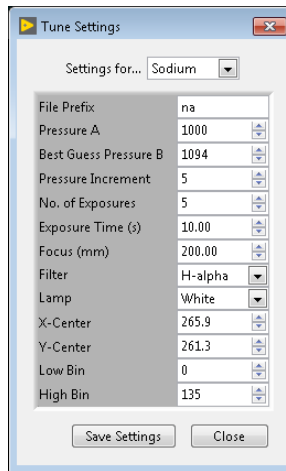 Tune Settings
Settings for... Sodium
File Prefix na
Pressure A 1000
Best Guess Pressure B 1094
Pressure Increment 5
No. of Exposures 5
Exposure Time (s) 10.00
Focus (mm) 200.00
Filter H-alpha
Lamp White
X-Center 265.9
Y-Center 261.3
Low Bin 0
High Bin 135
Save Settings Close